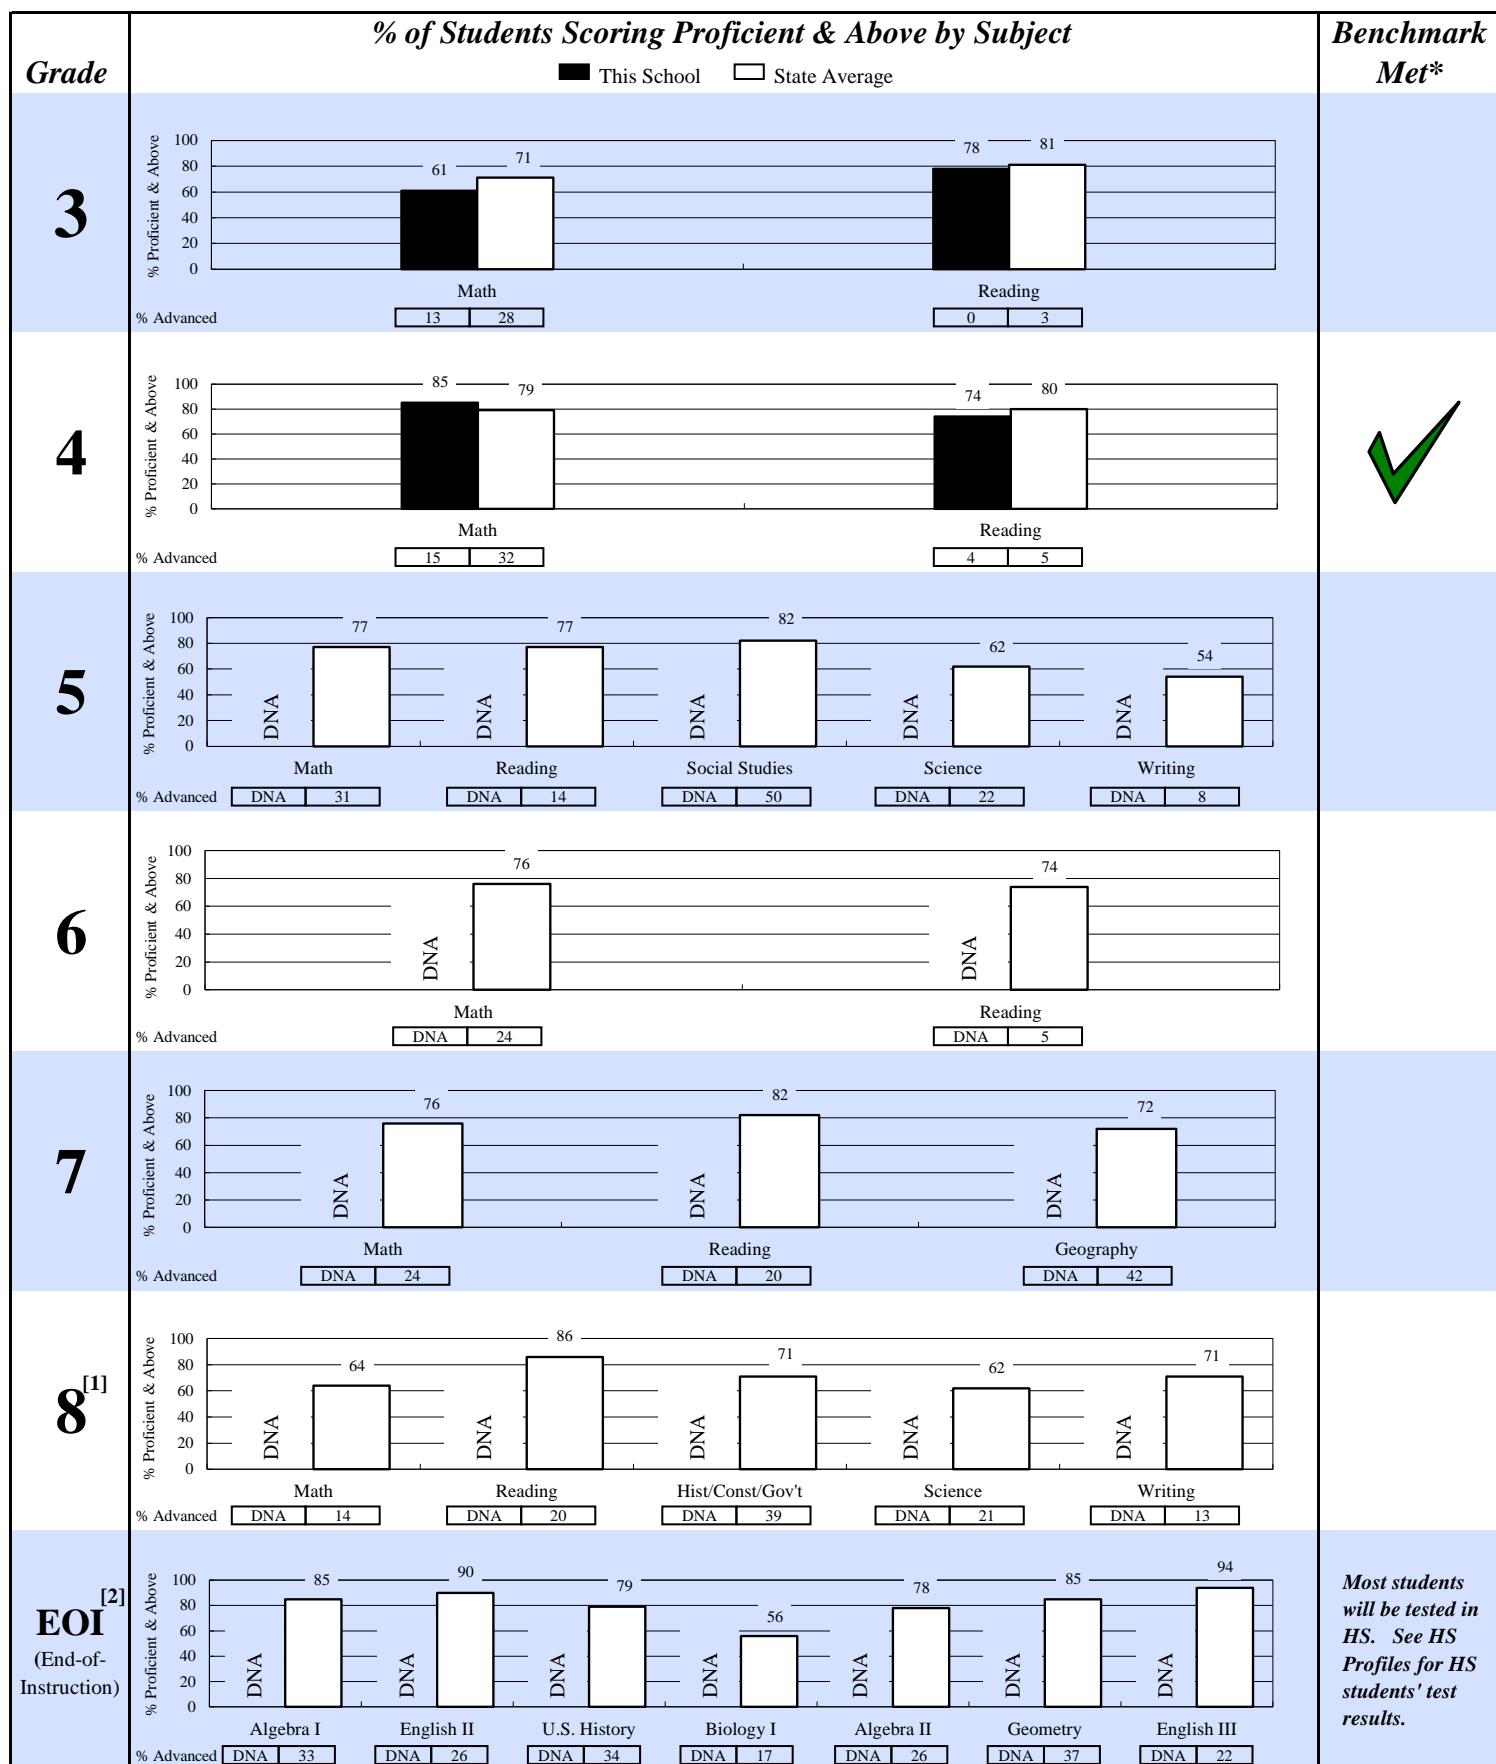 % of Students Scoring Proficient & Above by Subject
Benchmark
Met*
Grade
This School State Average
3
% Proficient & Above
100
80
60
40
20
0
61 71 78 81
Math Reading
% Advanced 13 28 0 3
4
% Proficient & Above
100
80
60
40
20
0
85 79 74 80
Math Reading
% Advanced 15 32 4 5
5
% Proficient & Above
100
80
60
40
20
0
DNA 77 DNA 77 DNA 82 DNA 62 DNA 54
Math Reading Social Studies Science Writing
% Advanced DNA 31 DNA 14 DNA 50 DNA 22 DNA 8
6
% Proficient & Above
100
80
60
40
20
0
DNA 76 DNA 74
Math Reading
% Advanced DNA 24 DNA 5
7
% Proficient & Above
100
80
60
40
20
0
DNA 76 DNA 82 DNA 72
Math Reading Geography
% Advanced DNA 24 DNA 20 DNA 42
8[1]
% Proficient & Above
100
80
60
40
20
0
DNA 64 DNA 86 DNA 71 DNA 62 DNA 71
Math Reading Hist/Const/Gov't Science Writing
% Advanced DNA 14 DNA 20 DNA 39 DNA 21 DNA 13
EOI[2]
(End-of-
Instruction)
% Proficient & Above
100
80
60
40
20
0
DNA 85 DNA 90 DNA 79 DNA 56 DNA 78 DNA 85 DNA 94
Algebra I English II U.S. History Biology I Algebra II Geometry English III
% Advanced DNA 33 DNA 26 DNA 34 DNA 17 DNA 26 DNA 37 DNA 22
Most students
will be tested in
HS. See HS
Profiles for HS
students' test
results.